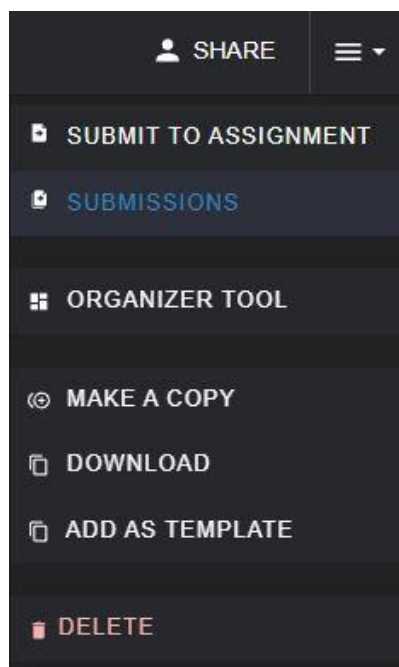 SHARE
SUBMIT TO ASSIGNMENT
SUBMISSIONS
ORGANIZER TOOL
MAKE A COPY
DOWNLOAD
ADD AS TEMPLATE
DELETE